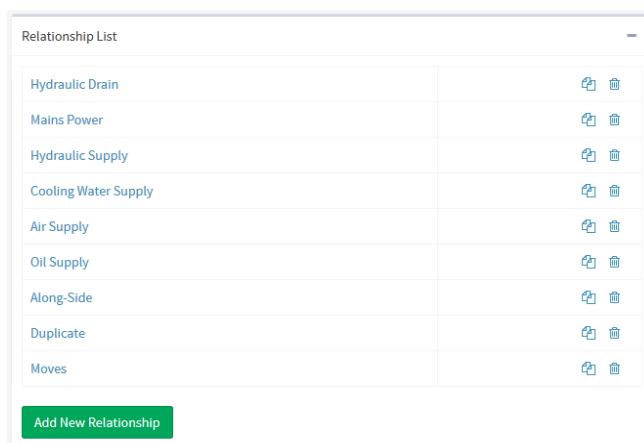 Relationship List
Hydraulic Drain
Mains Power
Hydraulic Supply
Cooling Water Supply
Air Supply
Oil Supply
Along-Side
Duplicate
Moves
Add New Relationship